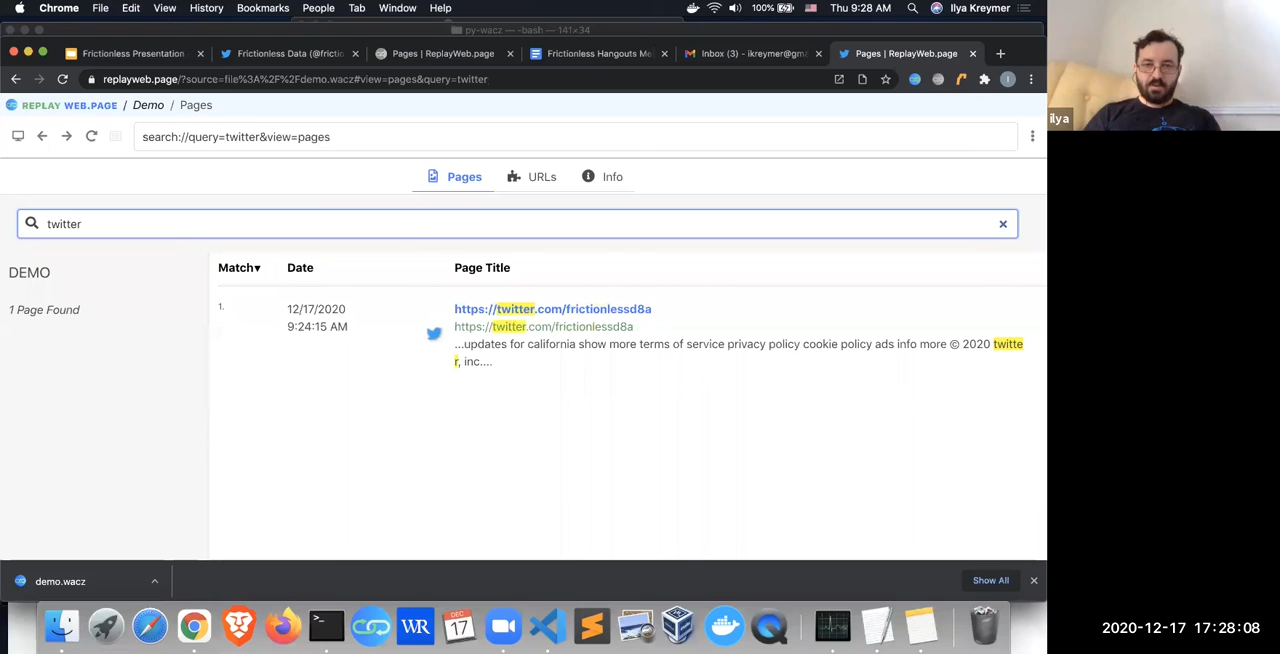 Chrome File Edit View History Bookmarks People Tab Window Help 100% Thu 9:28 AM Ilya Kreymer
py-wacz — -bash — 141×34
Frictionless Presentation Frictionless Data (@frictio Pages | ReplayWeb.page Frictionless Hangouts Me Inbox (3) - ikreymer@gma Pages | ReplayWeb.page
replayweb.page/?source=file%3A%2F%2Fdemo.wacz#view=pages&query=twitter
REPLAY WEB.PAGE / Demo / Pages
search://query=twitter&view=pages
Pages URLs Info
twitter
DEMO
1 Page Found
Match▾ Date Page Title
1. 12/17/2020
9:24:15 AM
https://twitter.com/frictionlessd8a
https://twitter.com/frictionlessd8a
...updates for california show more terms of service privacy policy cookie policy ads info more © 2020 twitte
r, inc....
demo.wacz
Show All
WR
DEC
17
ilya
2020-12-17 17:28:08